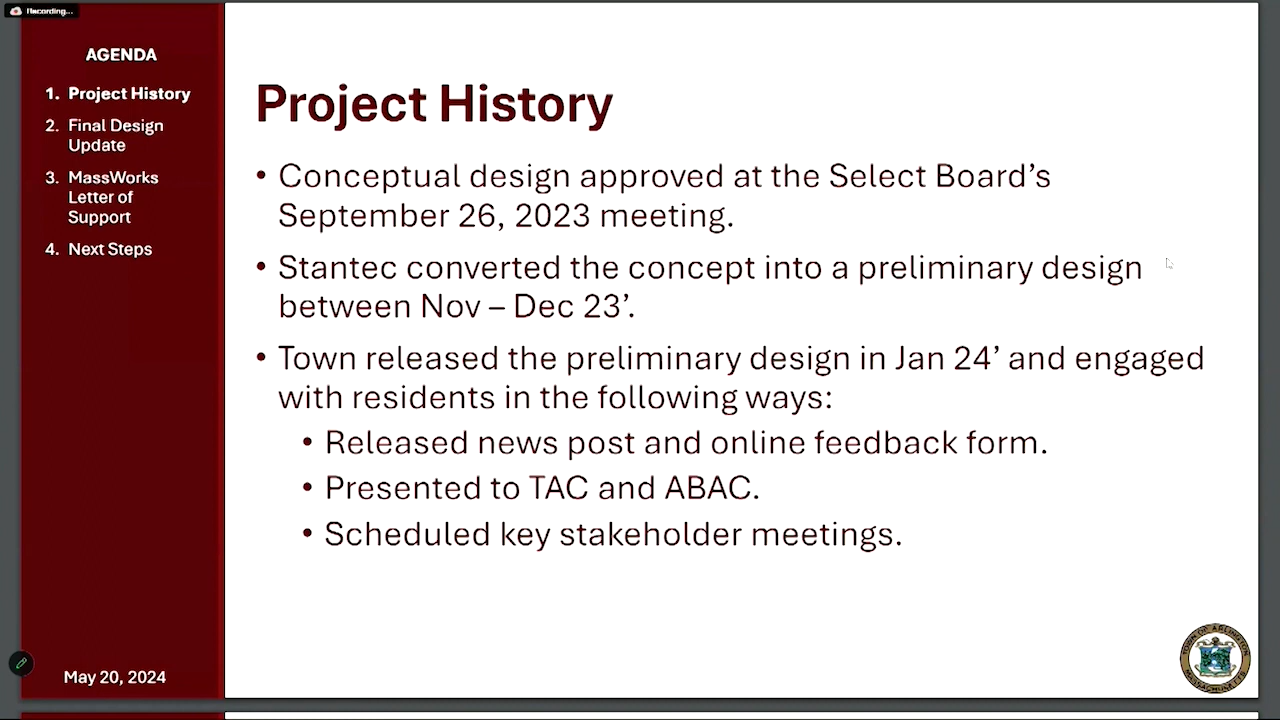 Recording...
AGENDA
1. Project History
2. Final Design
Update
3. MassWorks
Letter of
Support
4. Next Steps
May 20, 2024
Project History
• Conceptual design approved at the Select Board’s
September 26, 2023 meeting.
• Stantec converted the concept into a preliminary design
between Nov – Dec 23’.
• Town released the preliminary design in Jan 24’ and engaged
with residents in the following ways:
• Released news post and online feedback form.
• Presented to TAC and ABAC.
• Scheduled key stakeholder meetings.
TOWN OF ARLINGTON
MASSACHUSETTS